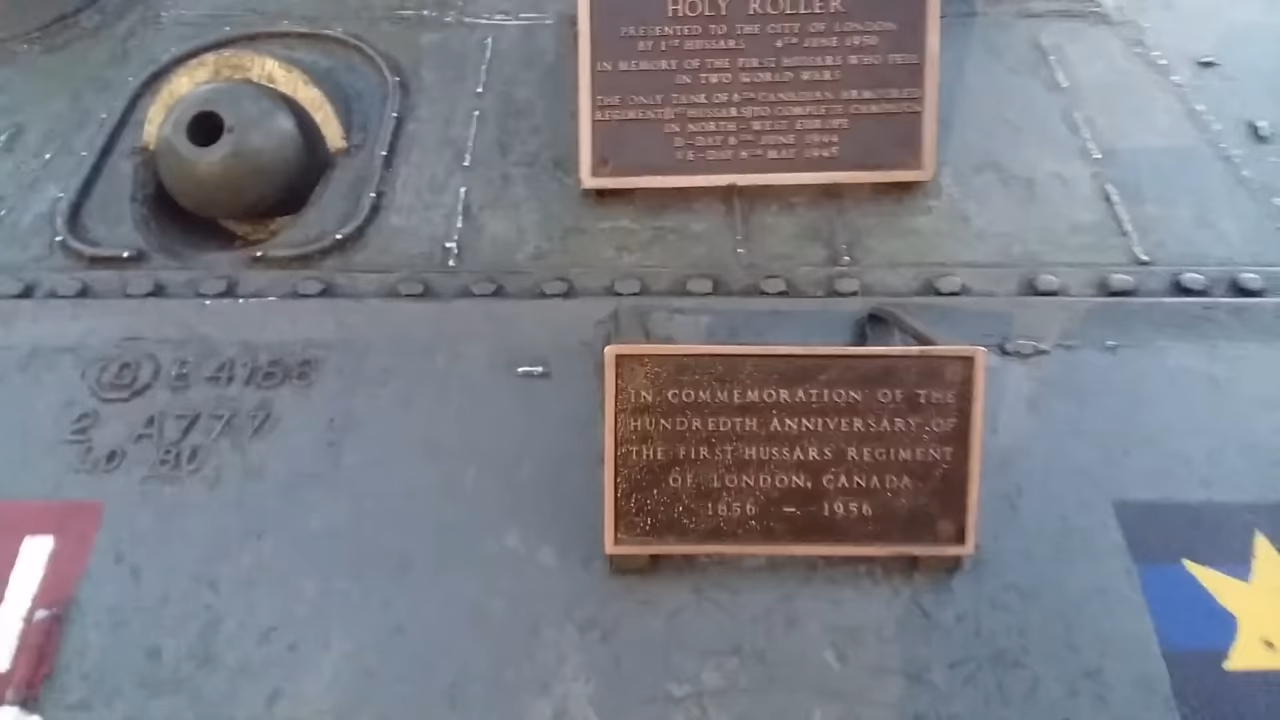 HOLY ROLLER
PRESENTED TO THE CITY OF LONDON
BY 1ST HUSSARS 4TH JUNE 1950
IN MEMORY OF THE FIRST HUSSARS WHO FELL
IN TWO WORLD WARS
THE ONLY TANK OF 6TH CANADIAN ARMOURED
REGIMENT (1ST HUSSARS) TO COMPLETE CAMPAIGN
IN NORTH-WEST EUROPE
D-DAY 6TH JUNE 1944
VE-DAY 8TH MAY 1945
IN COMMEMORATION OF THE
HUNDREDTH ANNIVERSARY OF
THE FIRST HUSSARS REGIMENT
OF LONDON, CANADA
1856 – 1956
E
2 A777